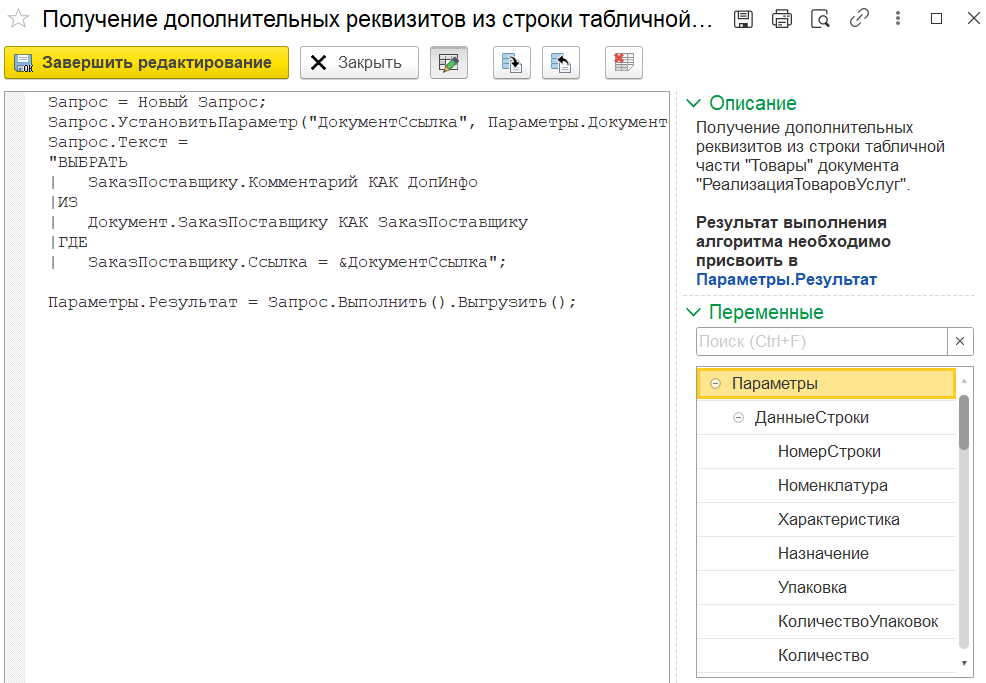 Получение дополнительных реквизитов из строки табличной...
Завершить редактирование
Закрыть
Запрос = Новый Запрос;
Запрос.УстановитьПараметр("ДокументСсылка", Параметры.Документ
Запрос.Текст =
"ВЫБРАТЬ
|   ЗаказПоставщику.Комментарий КАК ДопИнфо
|ИЗ
|   Документ.ЗаказПоставщику КАК ЗаказПоставщику
|ГДЕ
|   ЗаказПоставщику.Ссылка = &ДокументСсылка";
Параметры.Результат = Запрос.Выполнить().Выгрузить();
Описание
Получение дополнительных
реквизитов из строки табличной
части "Товары" документа
"РеализацияТоваровУслуг".
Результат выполнения
алгоритма необходимо
присвоить в
Параметры.Результат
Переменные
Поиск (Ctrl+F)
Параметры
ДанныеСтроки
НомерСтроки
Номенклатура
Характеристика
Назначение
Упаковка
КоличествоУпаковок
Количество